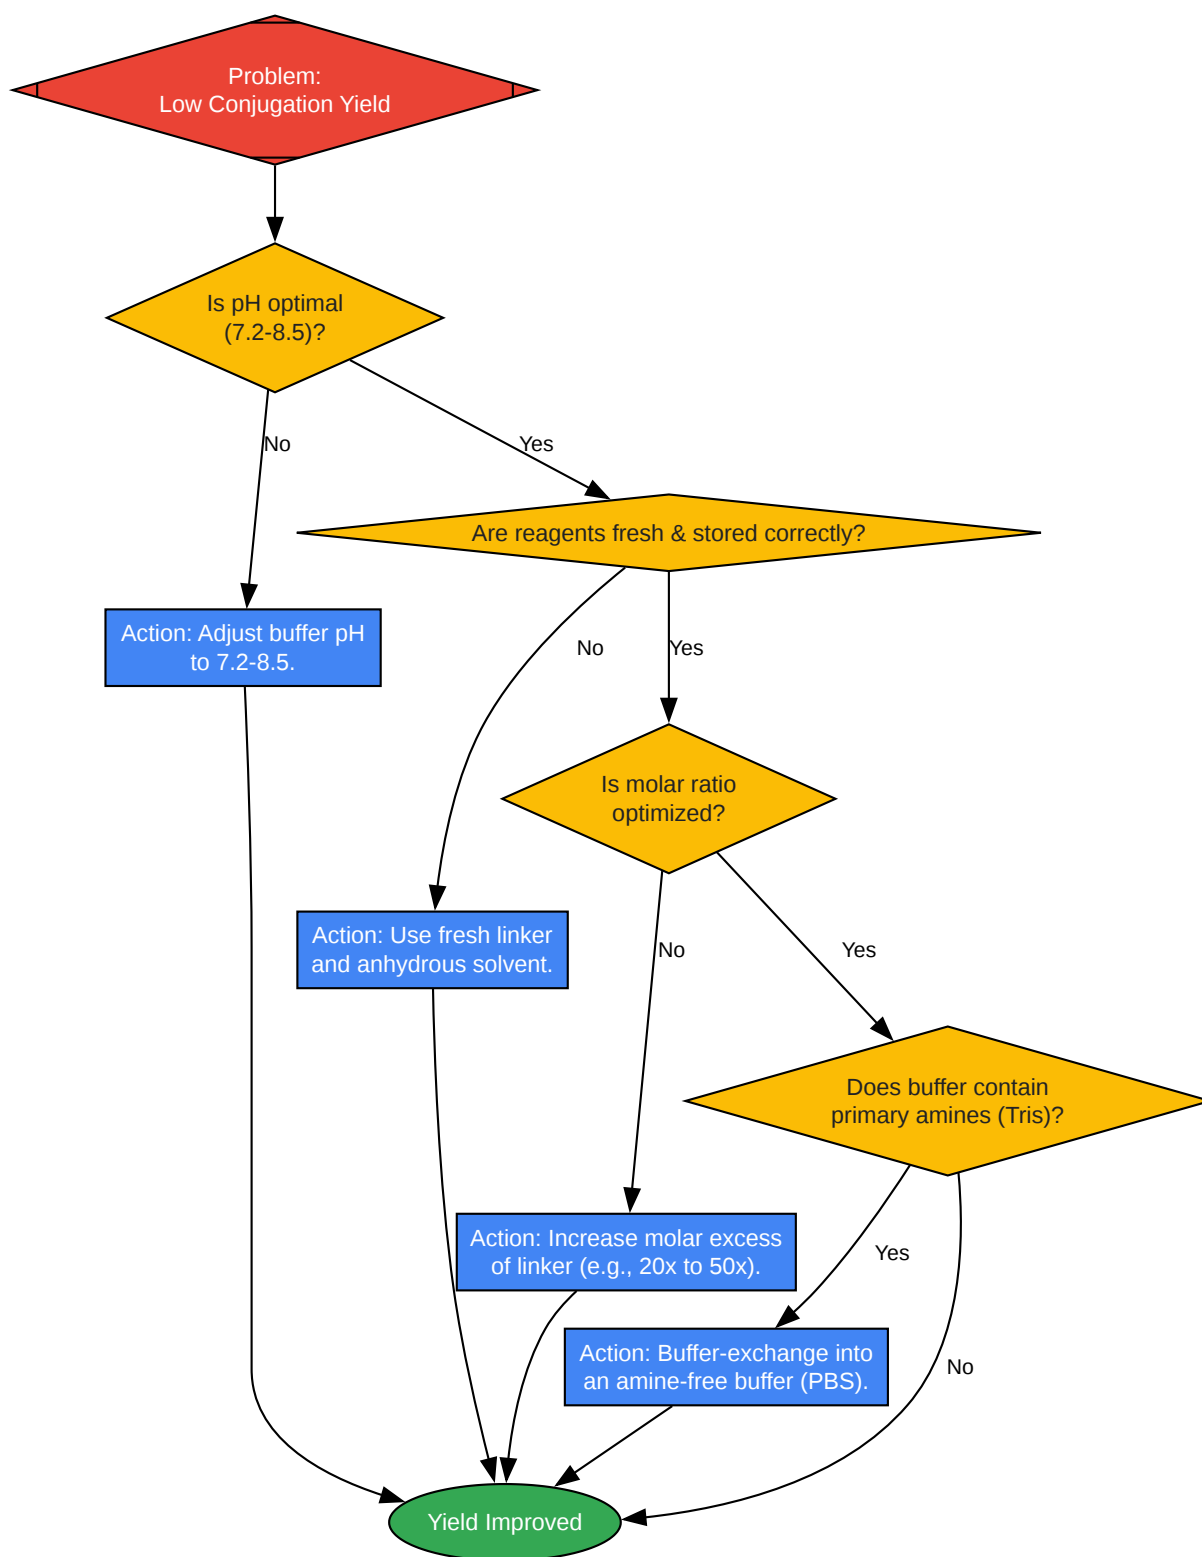 Problem:
Low Conjugation Yield
Is pH optimal
(7.2-8.5)?
No
Yes
Are reagents fresh & stored correctly?
Action: Adjust buffer pH
to 7.2-8.5.
No
Yes
Is molar ratio
optimized?
Action: Use fresh linker
and anhydrous solvent.
No
Yes
Does buffer contain
primary amines (Tris)?
Action: Increase molar excess
of linker (e.g., 20x to 50x).
Yes
Action: Buffer-exchange into
an amine-free buffer (PBS).
No
Yield Improved